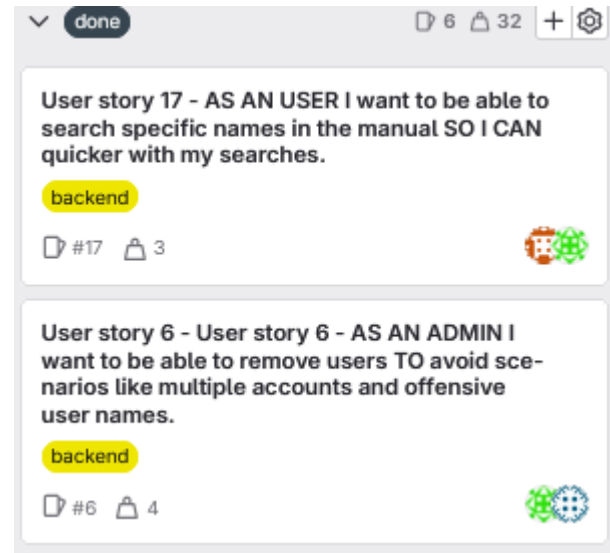 done 6 32
User story 17 - AS AN USER I want to be able to
search specific names in the manual SO I CAN
quicker with my searches.
backend
#17 3
User story 6 - User story 6 - AS AN ADMIN I
want to be able to remove users TO avoid sce-
narios like multiple accounts and offensive
user names.
backend
#6 4